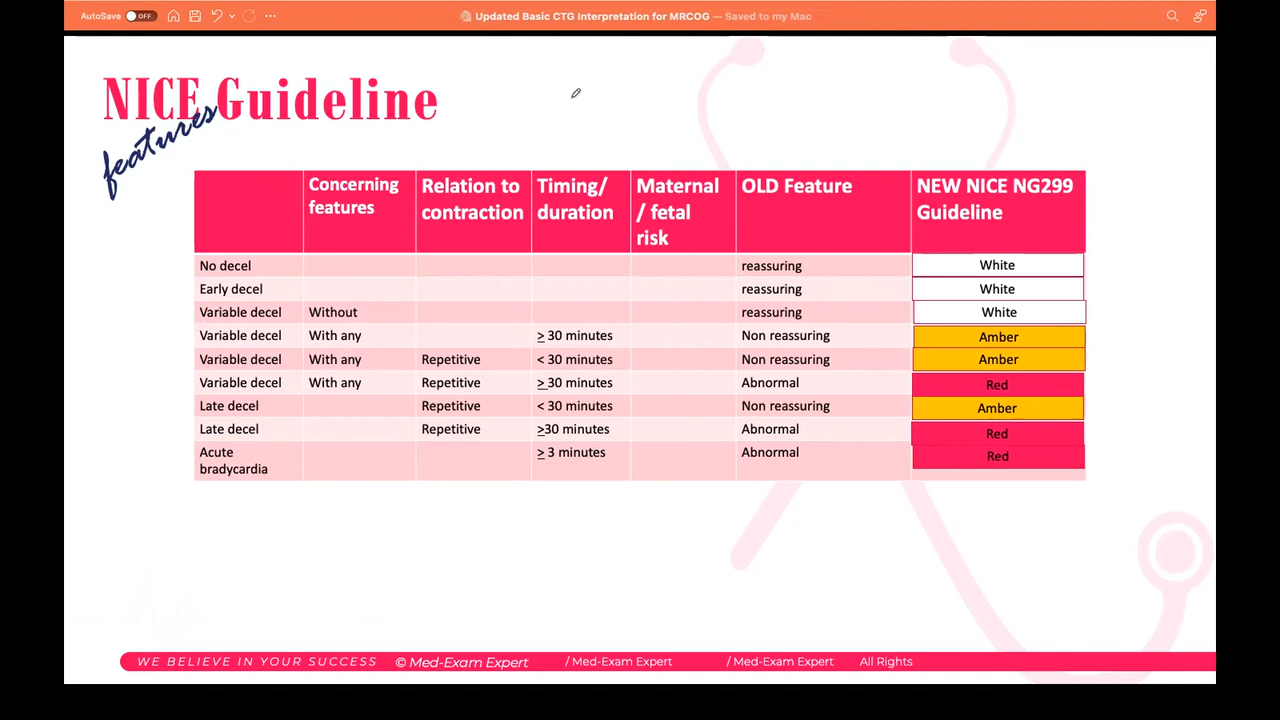 AutoSave OFF
Updated Basic CTG Interpretation for MRCOG — Saved to my Mac
NICE Guideline
features
Concerning features | Relation to contraction | Timing/ duration | Maternal / fetal risk | OLD Feature | NEW NICE NG299 Guideline
No decel | reassuring | White
Early decel | reassuring | White
Variable decel | Without | reassuring | White
Variable decel | With any | ≥ 30 minutes | Non reassuring | Amber
Variable decel | With any | Repetitive | < 30 minutes | Non reassuring | Amber
Variable decel | With any | Repetitive | ≥ 30 minutes | Abnormal | Red
Late decel | Repetitive | < 30 minutes | Non reassuring | Amber
Late decel | Repetitive | ≥30 minutes | Abnormal | Red
Acute bradycardia | ≥ 3 minutes | Abnormal | Red
WE BELIEVE IN YOUR SUCCESS © Med-Exam Expert / Med-Exam Expert / Med-Exam Expert All Rights